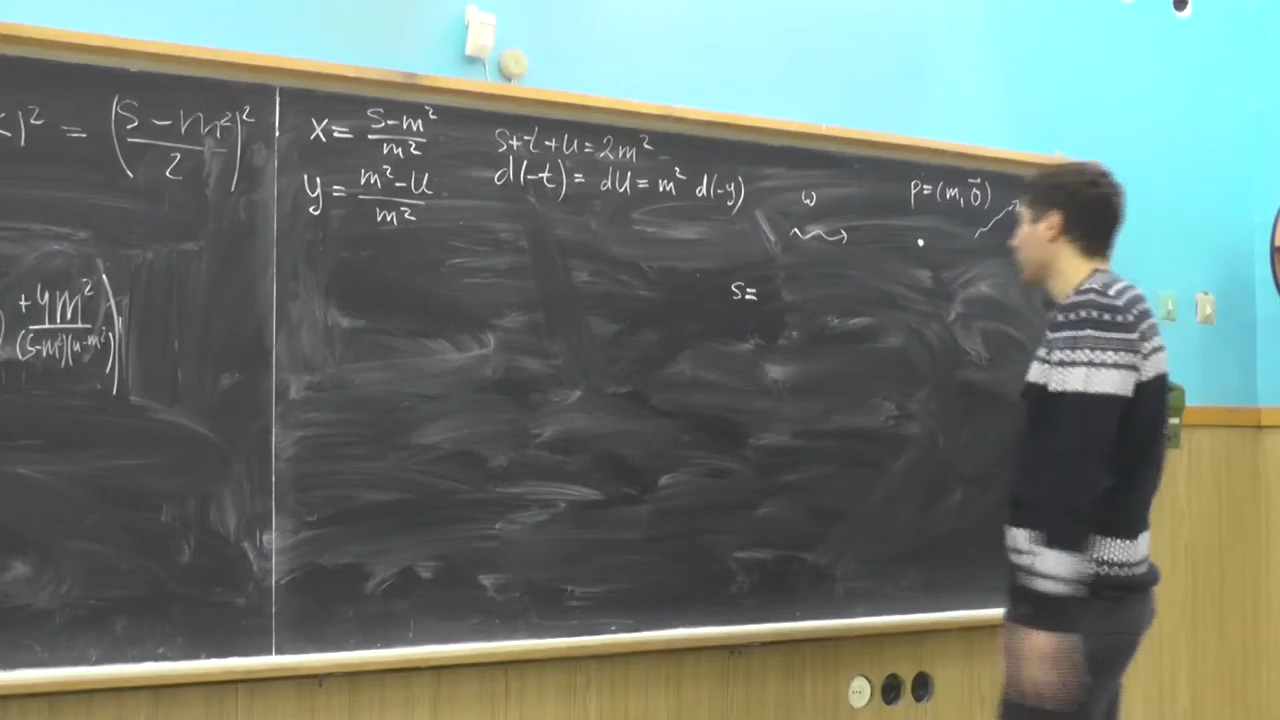 )² = ((s-m²)/2)²
+4m²/((s-m²)(u-m²))
x = (s-m²)/m²
y = (m²-u)/m²
s+t+u=2m²
d(-t) = du = m² d(-y)
ω
p=(m,0⃗)
s=